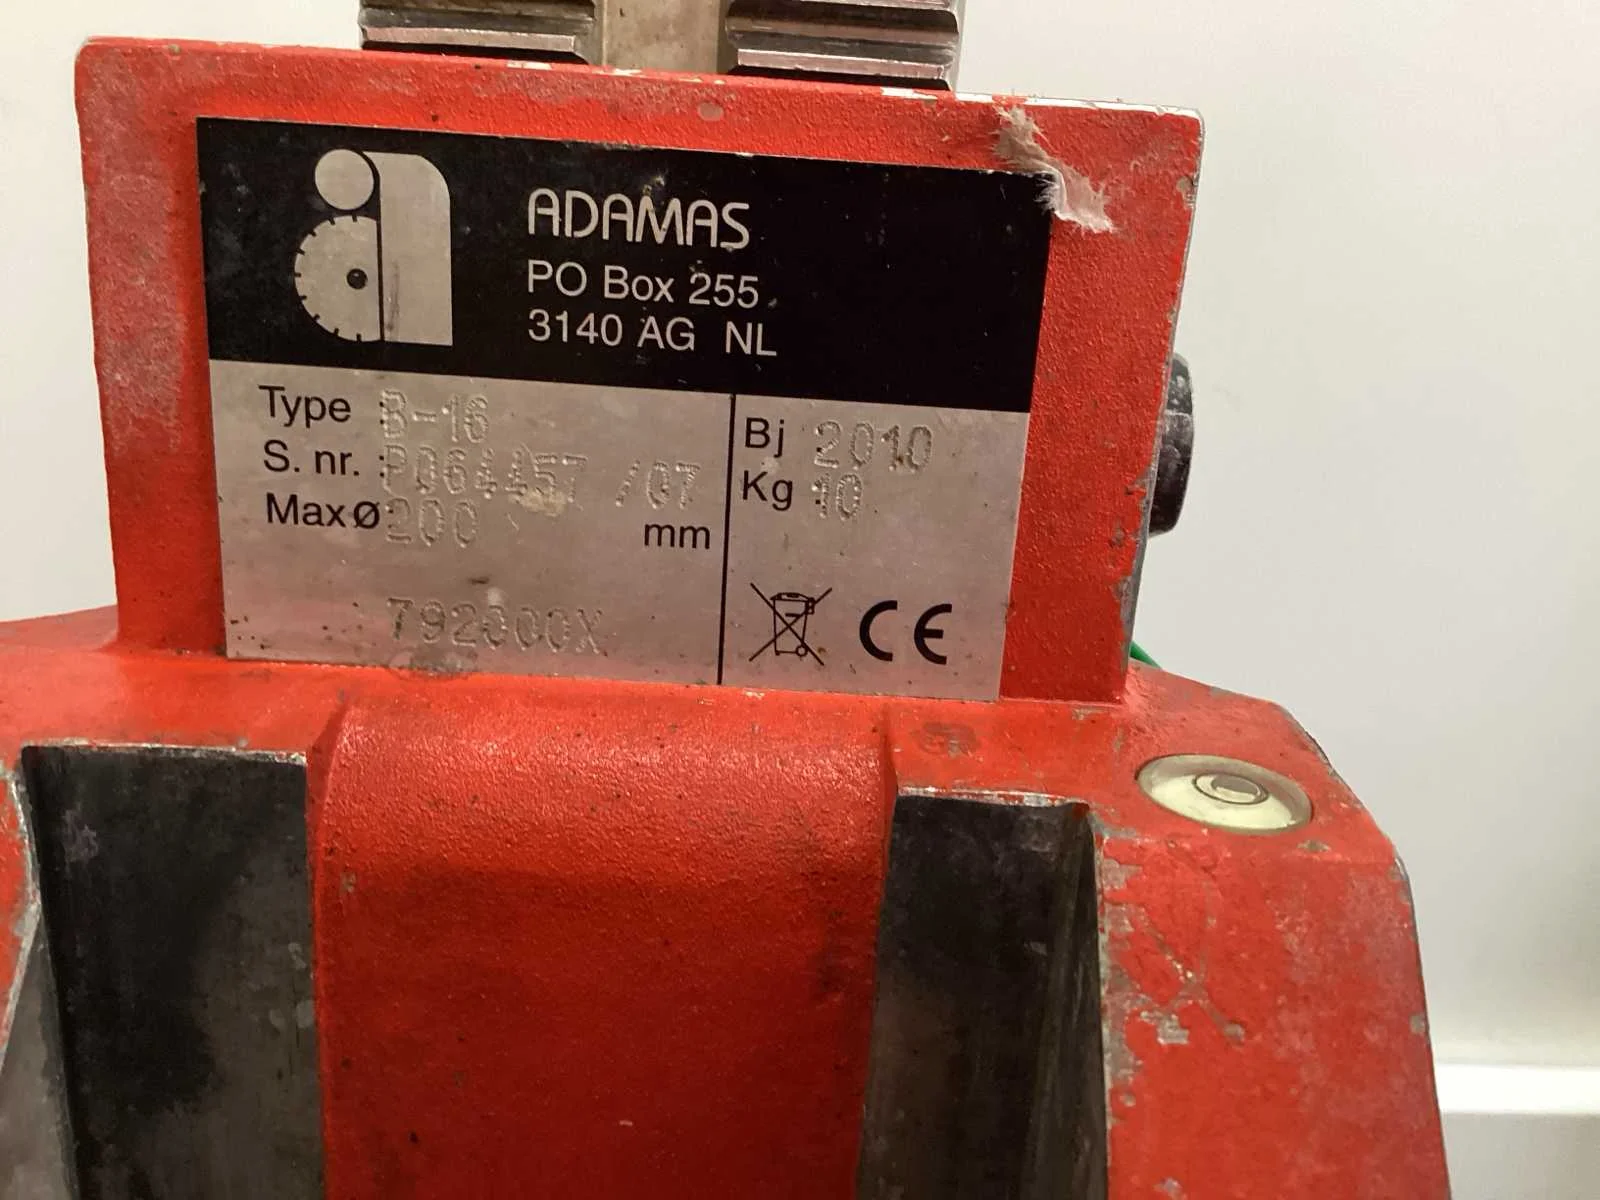 ADAMAS
PO Box 255
3140 AG NL
Type B-16
S. nr. : P064457 /07
Max ø 200 mm
792000X
Bj 2010
Kg 10
CE